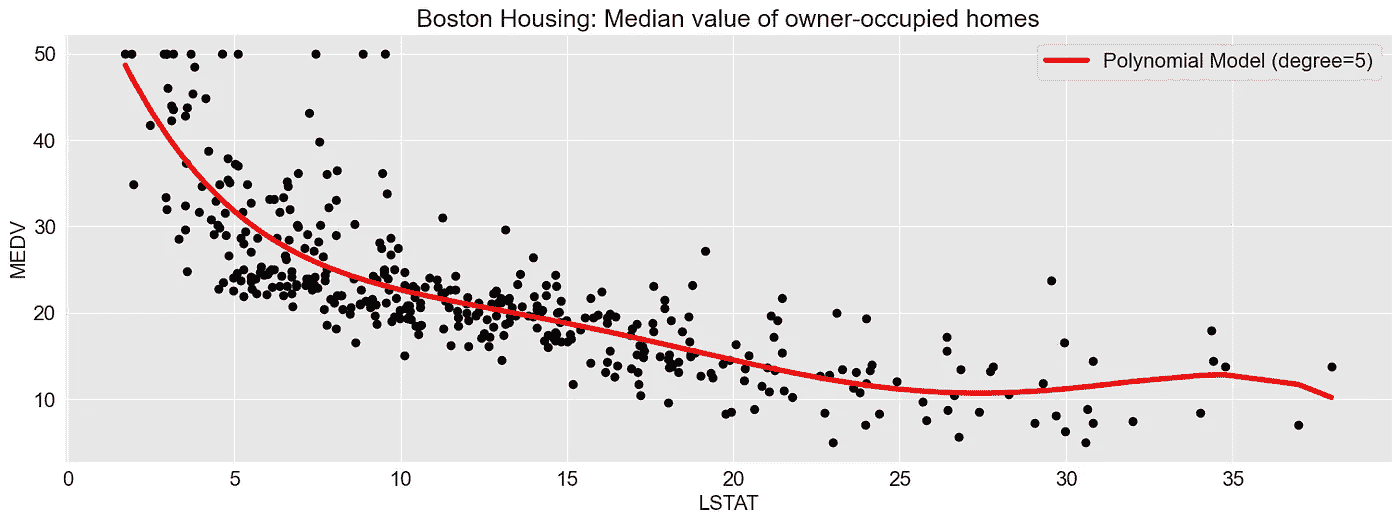 Boston Housing: Median value of owner-occupied homes
Polynomial Model (degree=5)
50
40
30
20
10
MEDV
0 5 10 15 20 25 30 35
LSTAT